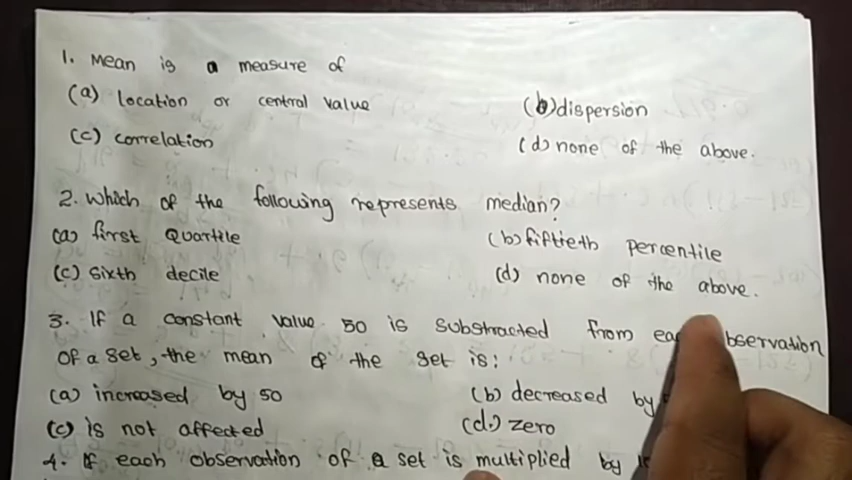 1. Mean is a measure of
(a) location or central value (b) dispersion
(c) correlation (d) none of the above.
2. Which of the following represents median?
(a) first Quartile (b) fiftieth percentile
(c) sixth decile (d) none of the above.
3. If a constant value 50 is substracted from each observation
of a set, the mean of the set is:
(a) increased by 50 (b) decreased by
(c) is not affected (d.) zero
4. If each observation of a set is multiplied by